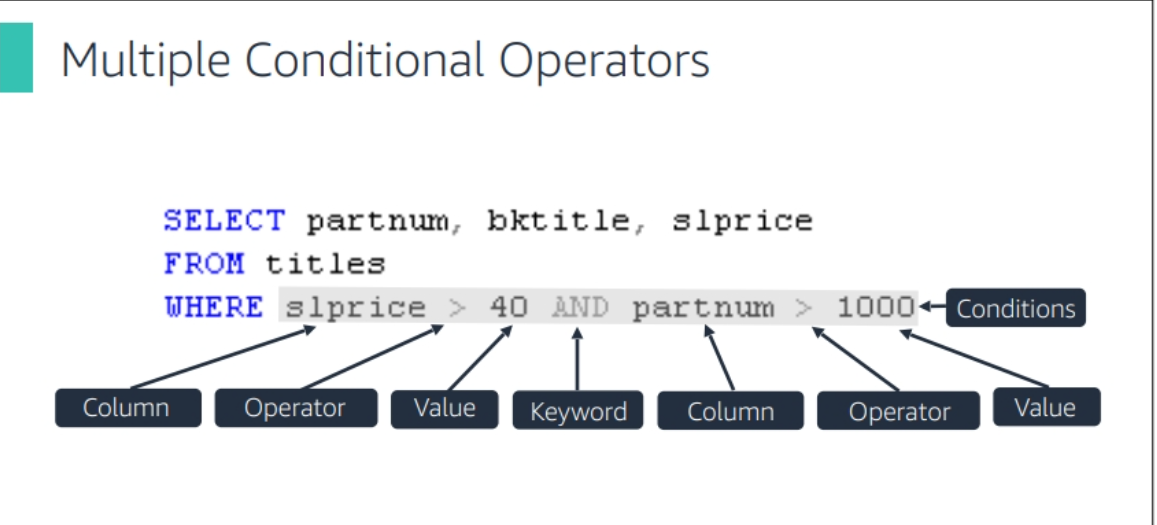 Multiple Conditional Operators
SELECT partnum, bktitle, slprice
FROM titles
WHERE slprice > 40 AND partnum > 1000
Conditions
Column
Operator
Value
Keyword
Column
Operator
Value